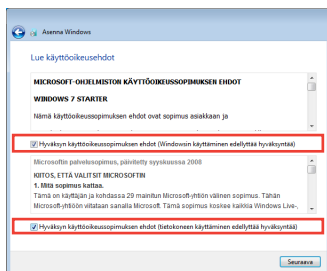 Asenna Windows
Lue käyttöoikeusehdot
MICROSOFT-OHJELMISTON KÄYTTÖOIKEUSSOPIMUKSEN EHDOT
WINDOWS 7 STARTER
Nämä käyttöoikeusehdot ovat sopimus asiakkaan ja
Hyväksyn käyttöoikeussopimuksen ehdot (Windowsin käyttäminen edellyttää hyväksyntää)
Microsoftin palvelusopimus, päivitetty syyskuussa 2008
KIITOS, ETTÄ VALITSIT MICROSOFTIN
1. Mitä sopimus kattaa.
Tämä on käyttäjän ja kohdassa 29 mainitun Microsoft-yhtiön välinen sopimus. Tähän
Microsoft-yhtiöön viitataan sanalla Microsoft. Tämä sopimus koskee kaikkia Windows Live-,
Hyväksyn käyttöoikeussopimuksen ehdot (tietokoneen käyttäminen edellyttää hyväksyntää)
Seuraava